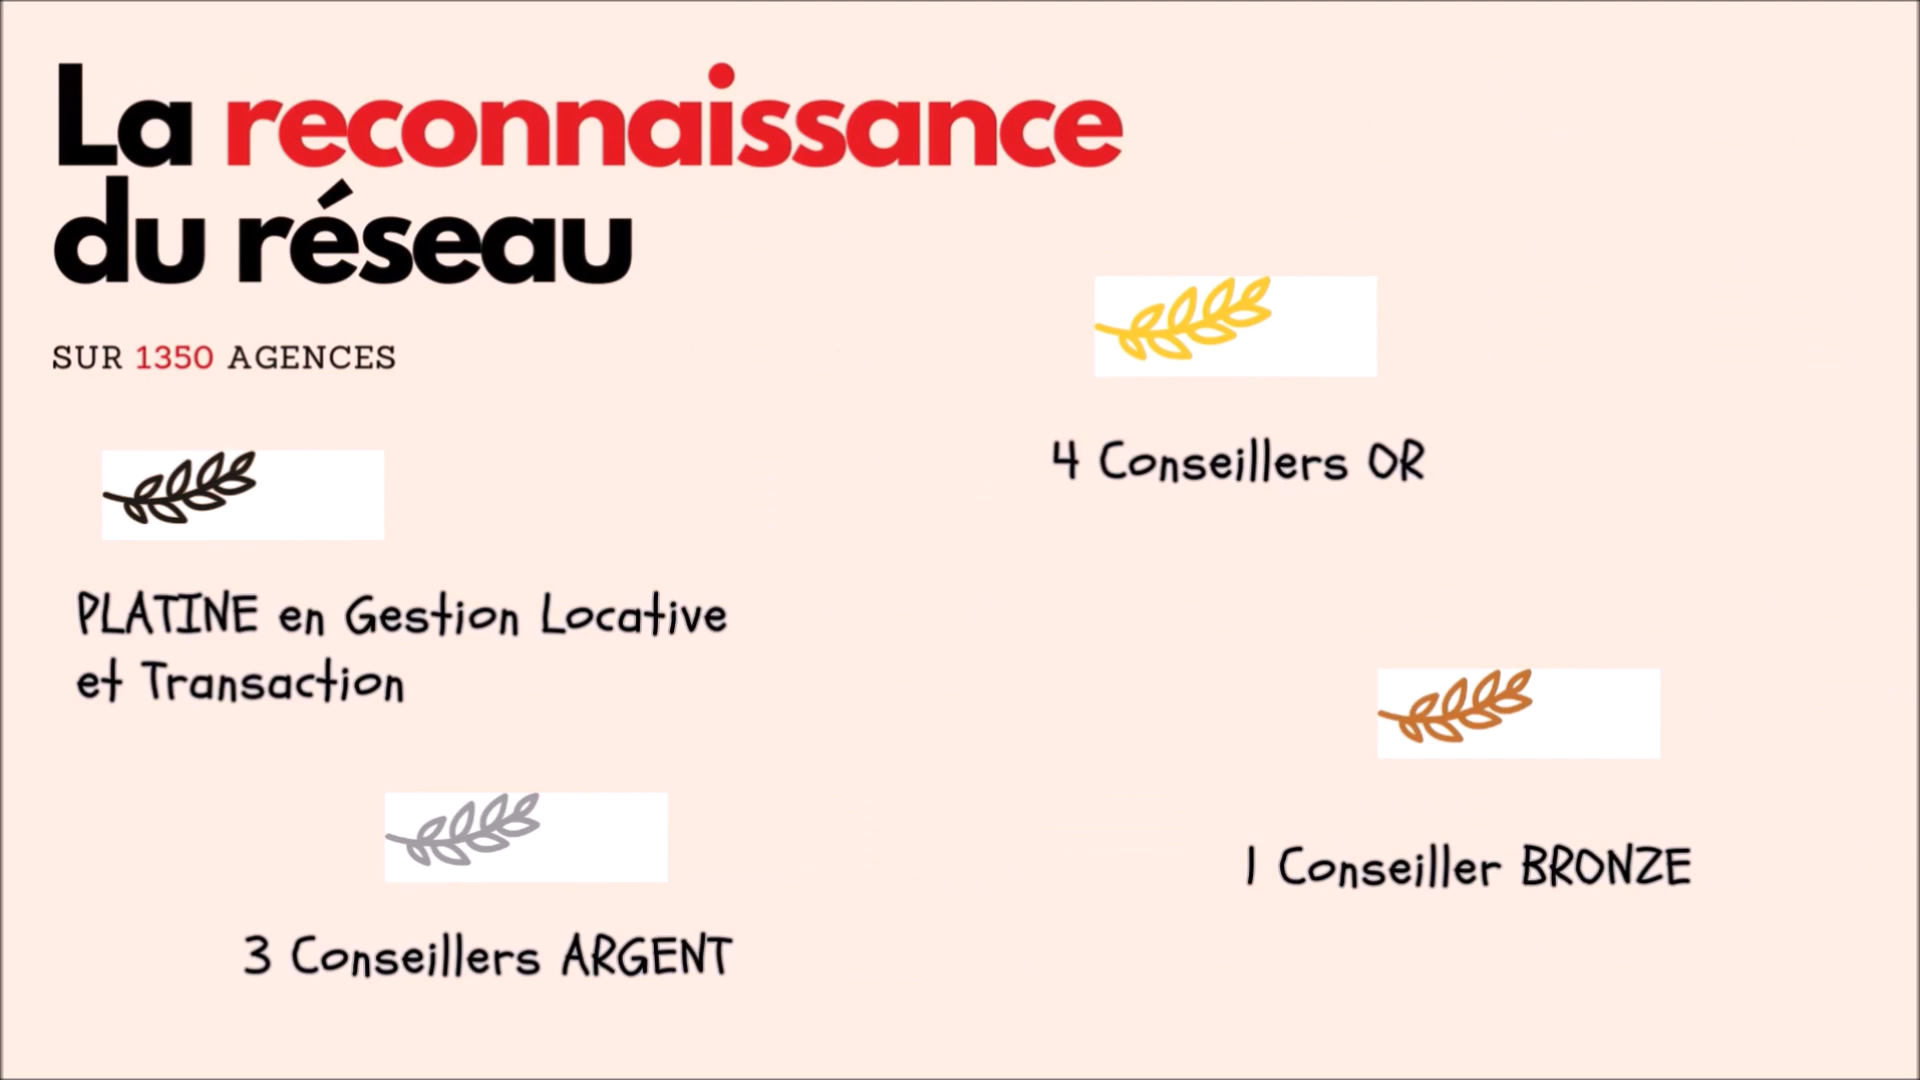 La reconnaissance
du réseau
SUR 1350 AGENCES
4 Conseillers OR
PLATINE en Gestion Locative
et Transaction
1 Conseiller BRONZE
3 Conseillers ARGENT